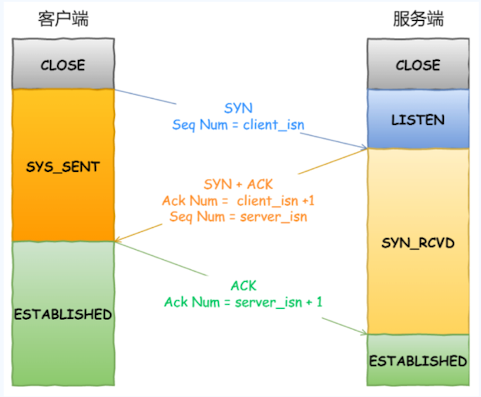 客户端
服务端
CLOSE
CLOSE
SYN
Seq Num = client_isn
LISTEN
SYS_SENT
SYN + ACK
Ack Num = client_isn +1
Seq Num = server_isn
SYN_RCVD
ACK
Ack Num = server_isn + 1
ESTABLISHED
ESTABLISHED